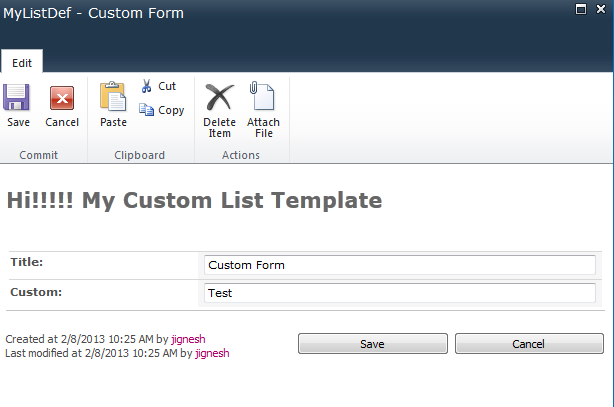 MyListDef - Custom Form
Edit
Save
Cancel
Paste
Cut
Copy
Delete
Item
Attach
File
Commit
Clipboard
Actions
Hi!!!!! My Custom List Template
Title:
Custom Form
Custom:
Test
Created at 2/8/2013 10:25 AM by jignesh
Last modified at 2/8/2013 10:25 AM by jignesh
Save
Cancel